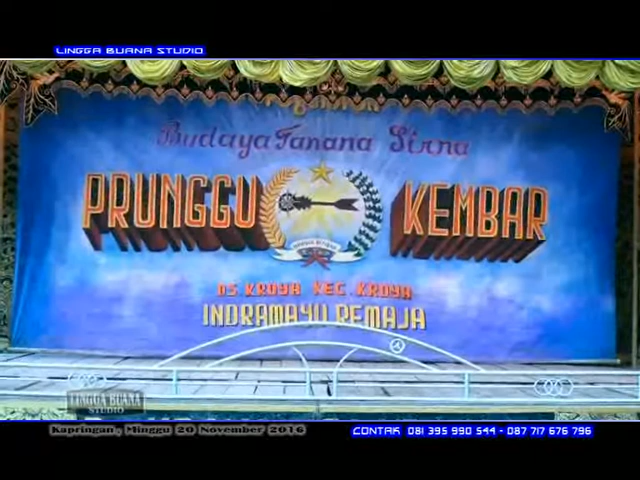 LINGGA BUANA STUDIO
Budaya Tanana Sirna
PRUNGGU KEMBAR
DS KROYA KEC. KROYA
INDRAMAYU REMAJA
LINGGA BUANA
STUDIO
Kapringan, Minggu 20 November 2016
CONTAK 081 395 990 544 - 087 717 676 796